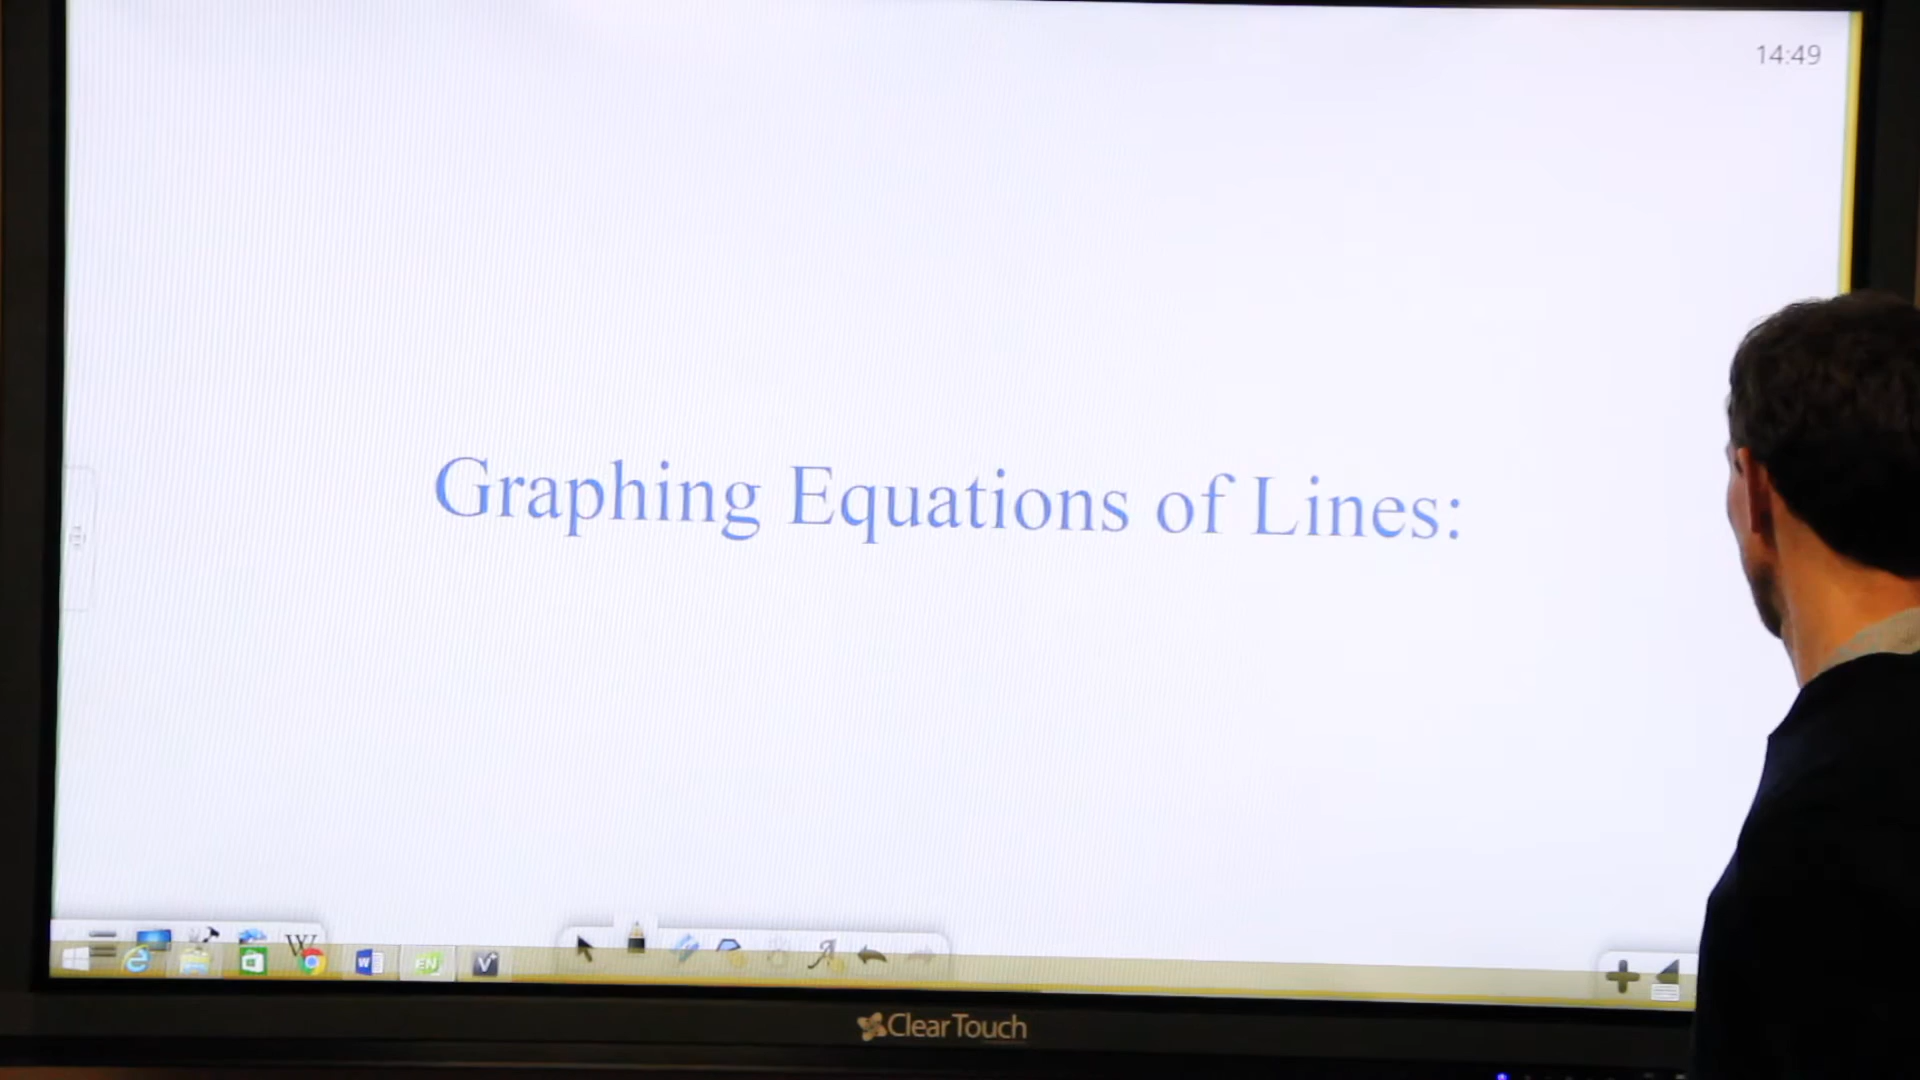 14:49
Graphing Equations of Lines:
W
W
EN
V+
A
ClearTouch